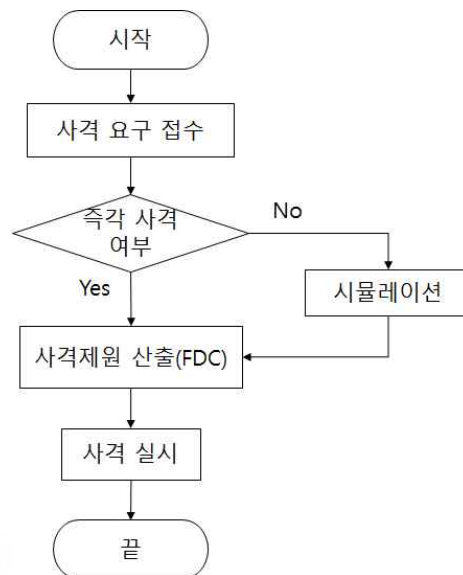 시작
사격 요구 접수
즉각 사격
여부
No
Yes
시뮬레이션
사격제원 산출(FDC)
사격 실시
끝